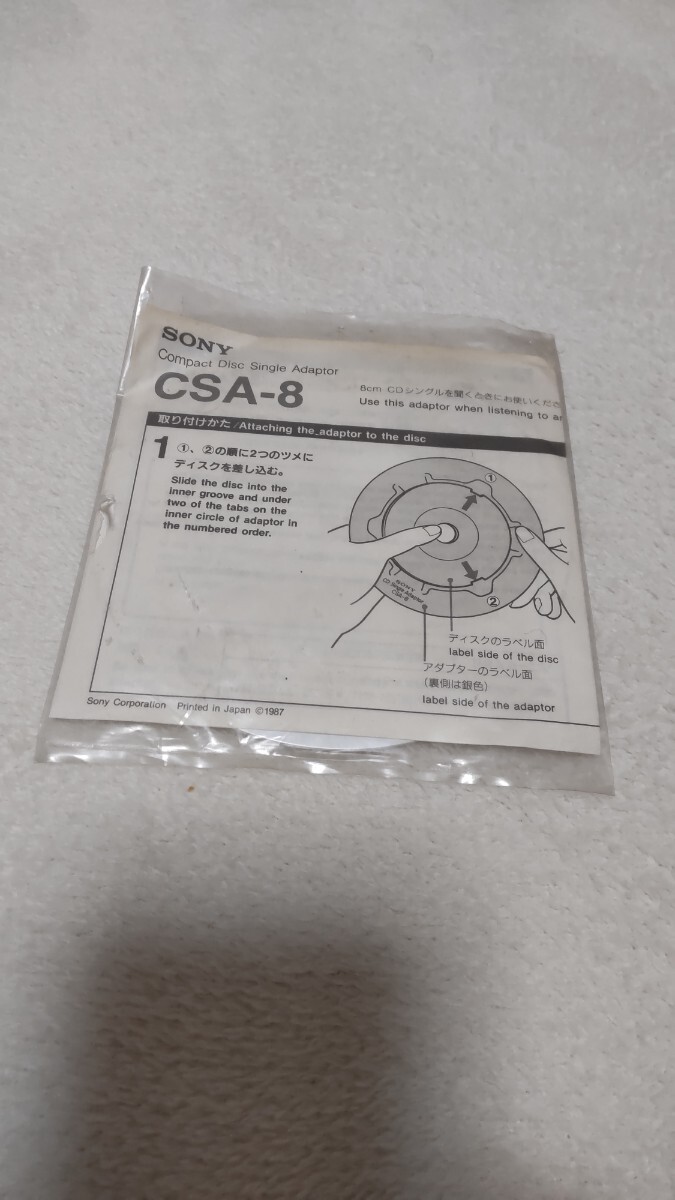 SONY
Compact Disc Single Adaptor
CSA-8
8cm CDシングルを聞くときにお使いくださ
Use this adaptor when listening to
取り付けかた/Attaching the adaptor to the disc
1
①、②の順に2つのツメに
ディスクを差し込む。
Slide the disc into the
inner groove and under
two of the tabs on the
inner circle of adaptor in
the numbered order.
①
②
SONY
CD Single Adaptor
CSA-8
ディスクのラベル面
label side of the disc
アダプターのラベル面
(裏側は銀色)
label side of the adaptor
Sony Corporation Printed in Japan ©1987